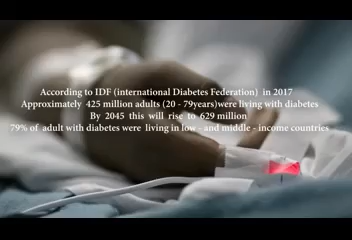 According to IDF (international Diabetes Federation) in 2017
Approximately 425 million adults (20 - 79years)were living with diabetes
By 2045 this will rise to 629 million
79% of adult with diabetes were living in low - and middle - income countries